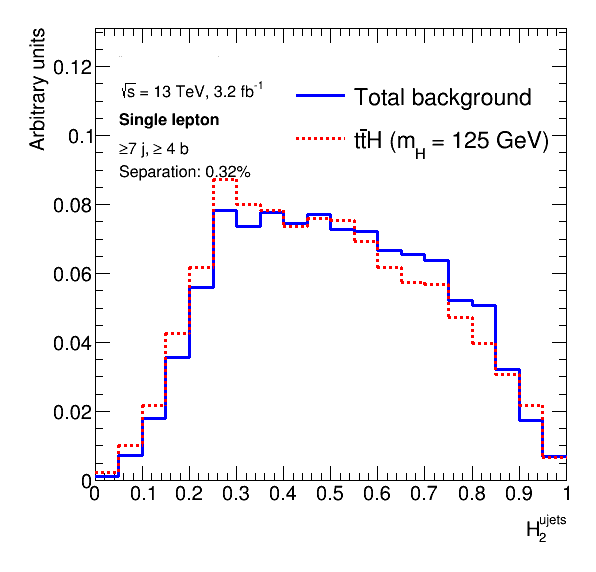 Arbitrary units
√s = 13 TeV, 3.2 fb⁻¹
Single lepton
≥7 j, ≥ 4 b
Separation: 0.32%
Total background
tt̄H (m_H = 125 GeV)
0.12
0.1
0.08
0.06
0.04
0.02
0
0 0.1 0.2 0.3 0.4 0.5 0.6 0.7 0.8 0.9 1
H₂^ujets